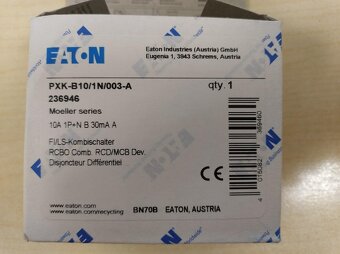 EATON
Eaton Industries (Austria) GmbH
Eugenia 1, 3943 Schrems, Austria
PXK-B10/1N/003-A
qty. 1
236946
Moeller series
10A 1P+N B 30mA A
FI/LS-Kombischalter
RCBO Comb. RCD/MCB Dev.
Disjoncteur Différentiel
CE
www.eaton.com
www.eaton.com/recycling
BN70B
EATON, AUSTRIA